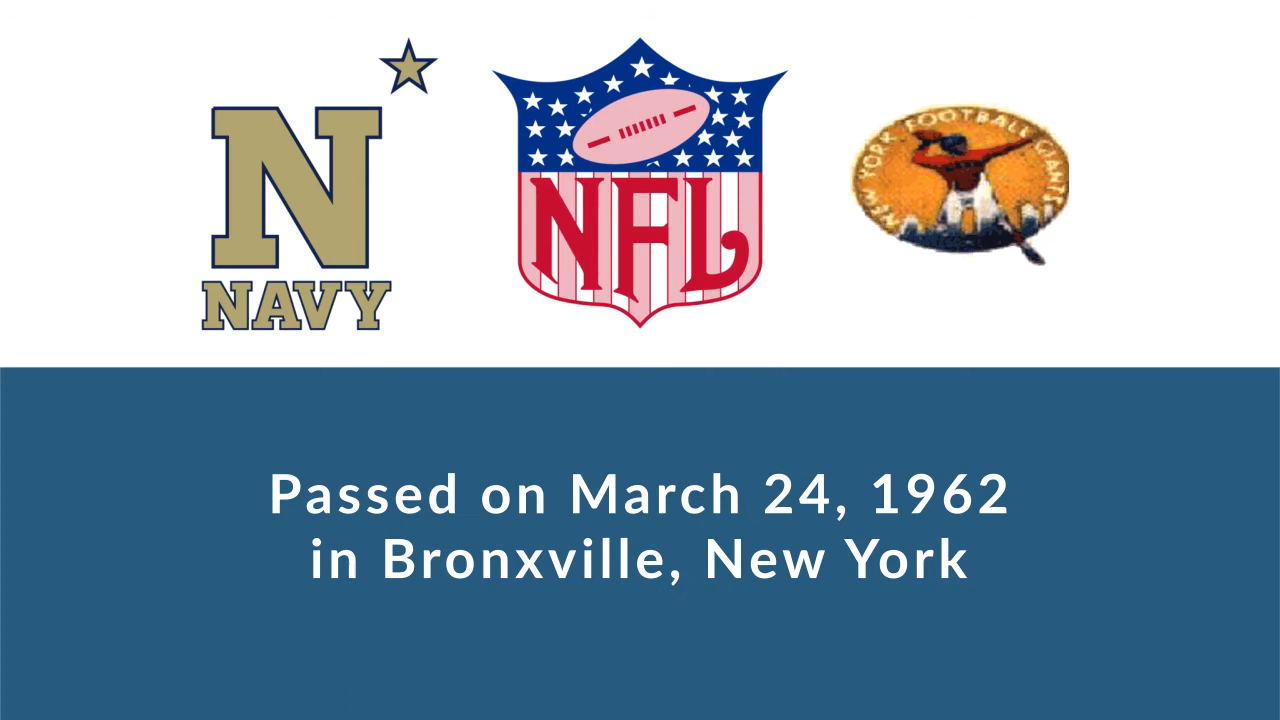 N
NAVY
NFL
NEW YORK FOOTBALL GIANTS
Passed on March 24, 1962
in Bronxville, New York